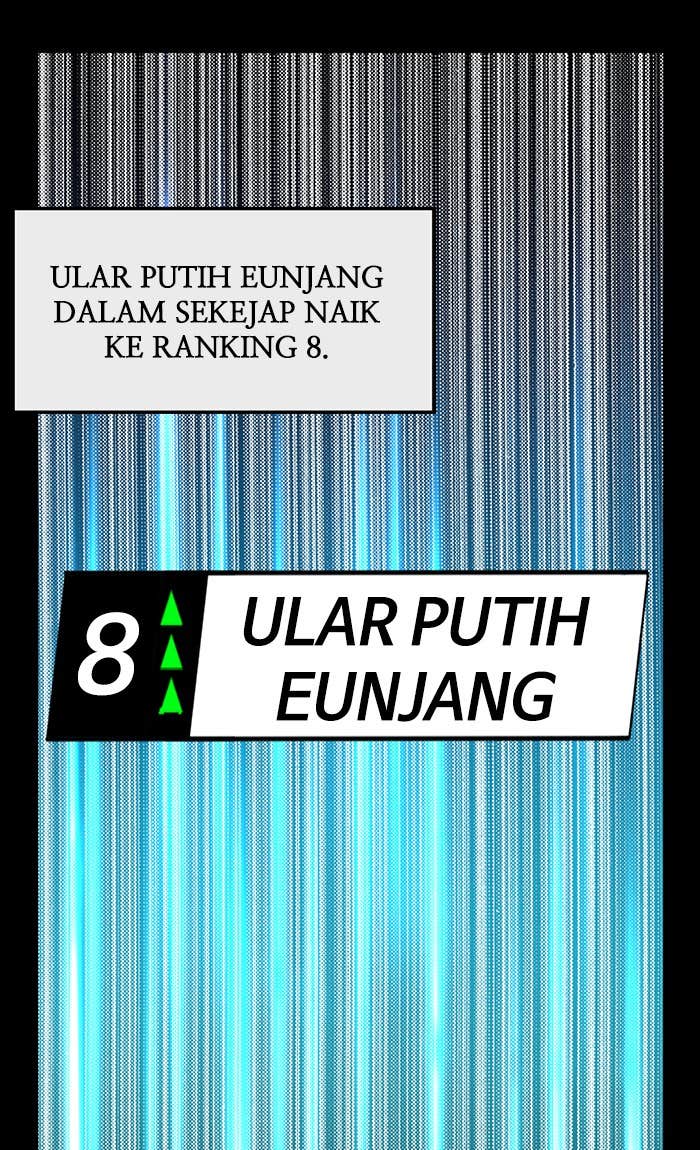 ULAR PUTIH EUNJANG
DALAM SEKEJAP NAIK
KE RANKING 8.
8
ULAR PUTIH
EUNJANG